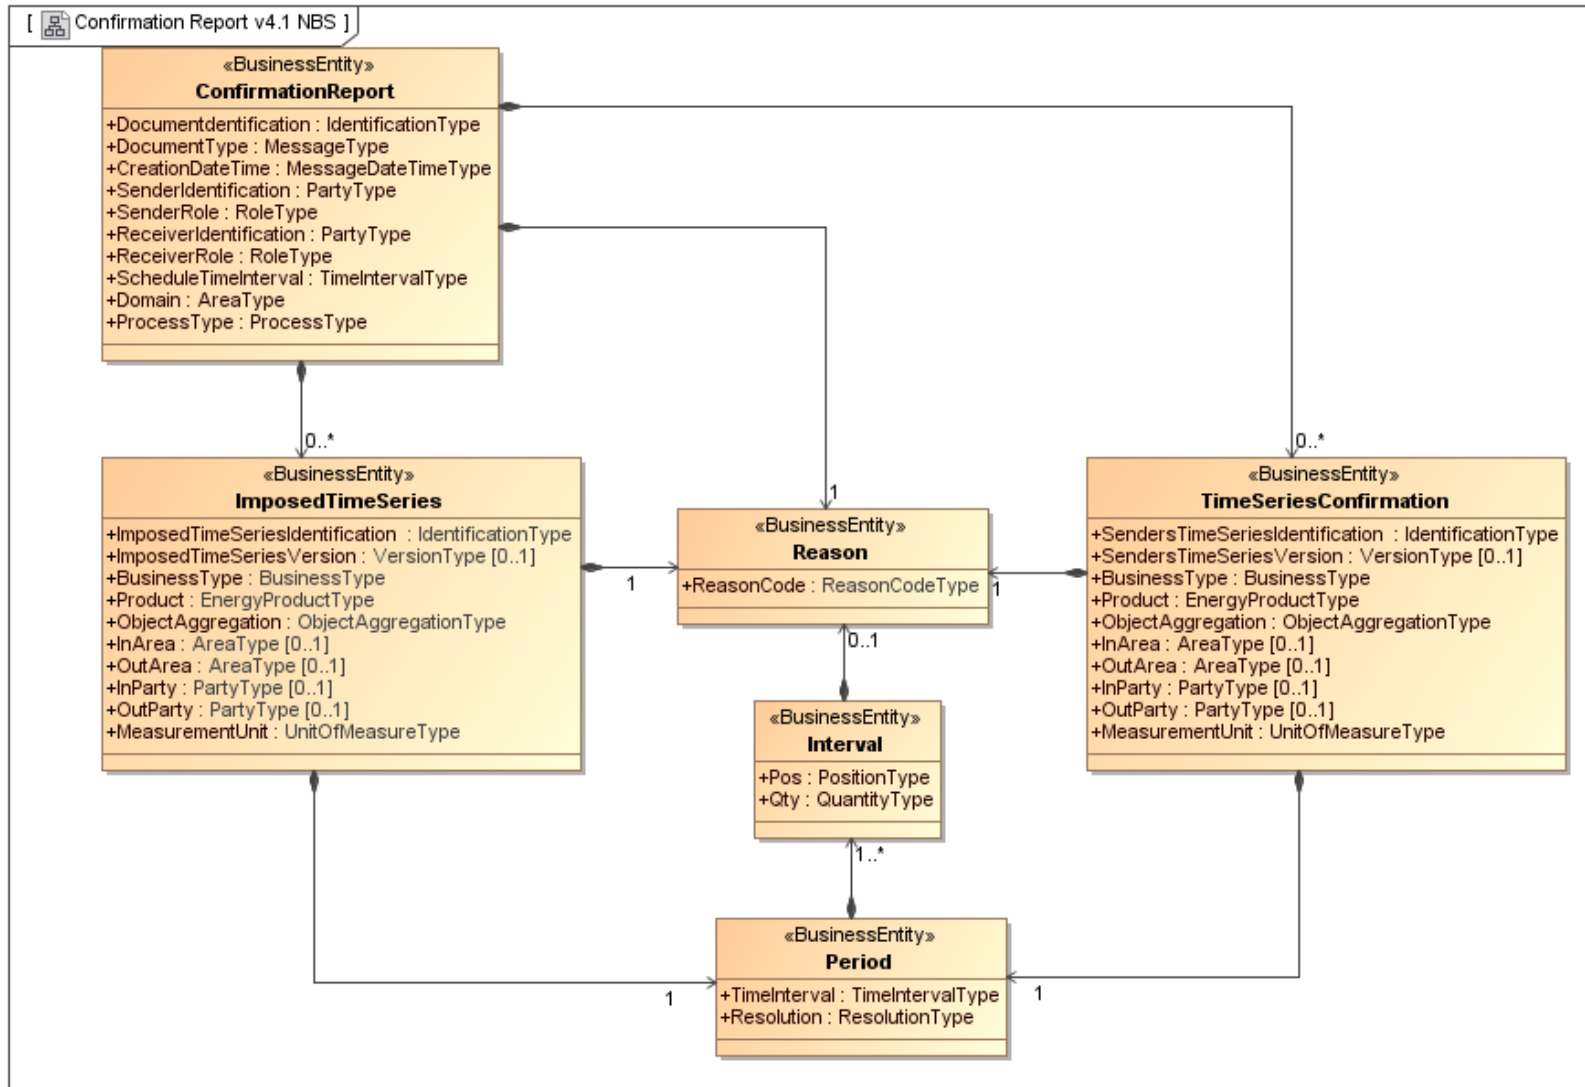 [ Confirmation Report v4.1 NBS ]
«BusinessEntity»
ConfirmationReport
+Documentdentification : IdentificationType
+DocumentType : MessageType
+CreationDateTime : MessageDateTimeType
+SenderIdentification : PartyType
+SenderRole : RoleType
+ReceiverIdentification : PartyType
+ReceiverRole : RoleType
+ScheduleTimeInterval : TimeIntervalType
+Domain : AreaType
+ProcessType : ProcessType
0..*
0..*
1
«BusinessEntity»
ImposedTimeSeries
+ImposedTimeSeriesIdentification : IdentificationType
+ImposedTimeSeriesVersion : VersionType [0..1]
+BusinessType : BusinessType
+Product : EnergyProductType
+ObjectAggregation : ObjectAggregationType
+InArea : AreaType [0..1]
+OutArea : AreaType [0..1]
+InParty : PartyType [0..1]
+OutParty : PartyType [0..1]
+MeasurementUnit : UnitOfMeasureType
1
«BusinessEntity»
Reason
+ReasonCode : ReasonCodeType
1
0..1
«BusinessEntity»
TimeSeriesConfirmation
+SendersTimeSeriesIdentification : IdentificationType
+SendersTimeSeriesVersion : VersionType [0..1]
+BusinessType : BusinessType
+Product : EnergyProductType
+ObjectAggregation : ObjectAggregationType
+InArea : AreaType [0..1]
+OutArea : AreaType [0..1]
+InParty : PartyType [0..1]
+OutParty : PartyType [0..1]
+MeasurementUnit : UnitOfMeasureType
«BusinessEntity»
Interval
+Pos : PositionType
+Qty : QuantityType
1..*
«BusinessEntity»
Period
+TimeInterval : TimeIntervalType
+Resolution : ResolutionType
1
1